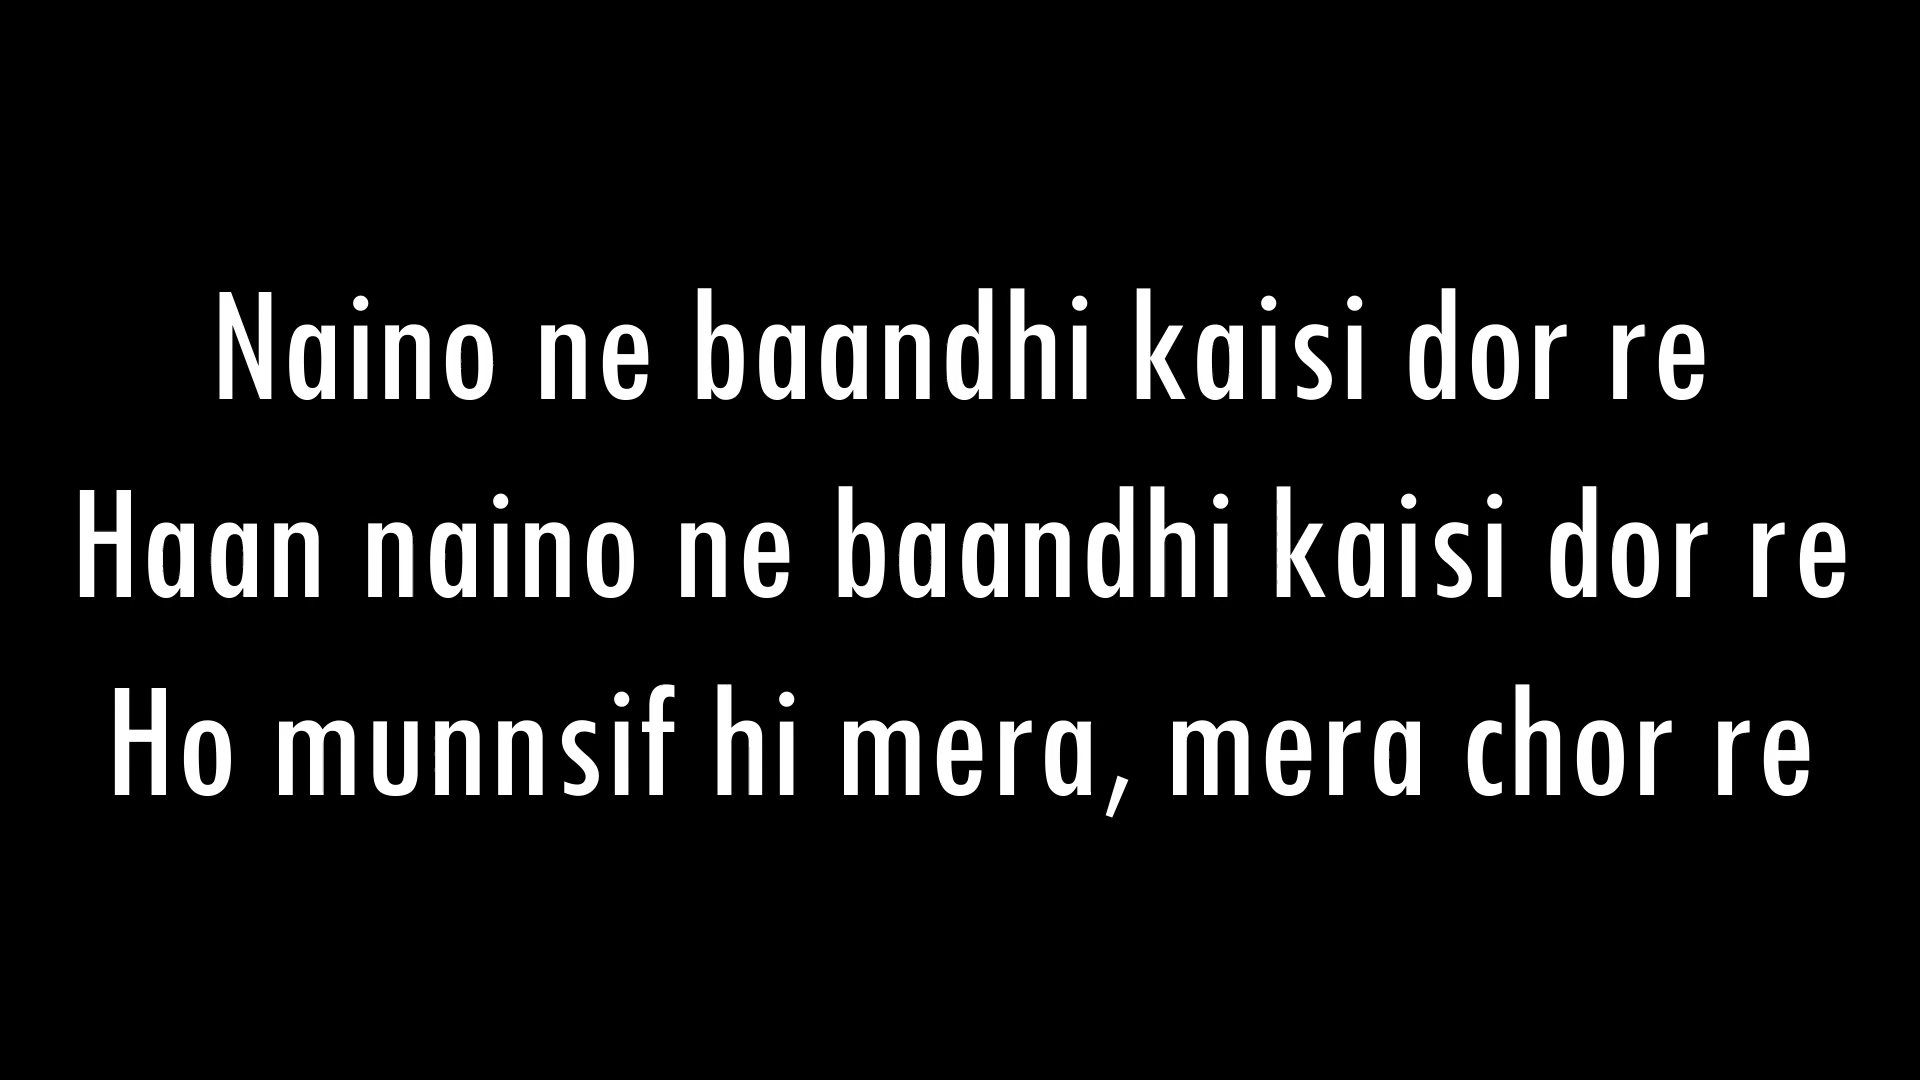 Naino ne baandhi kaisi dor re
Haan naino ne baandhi kaisi dor re
Ho munnsif hi mera, mera chor re